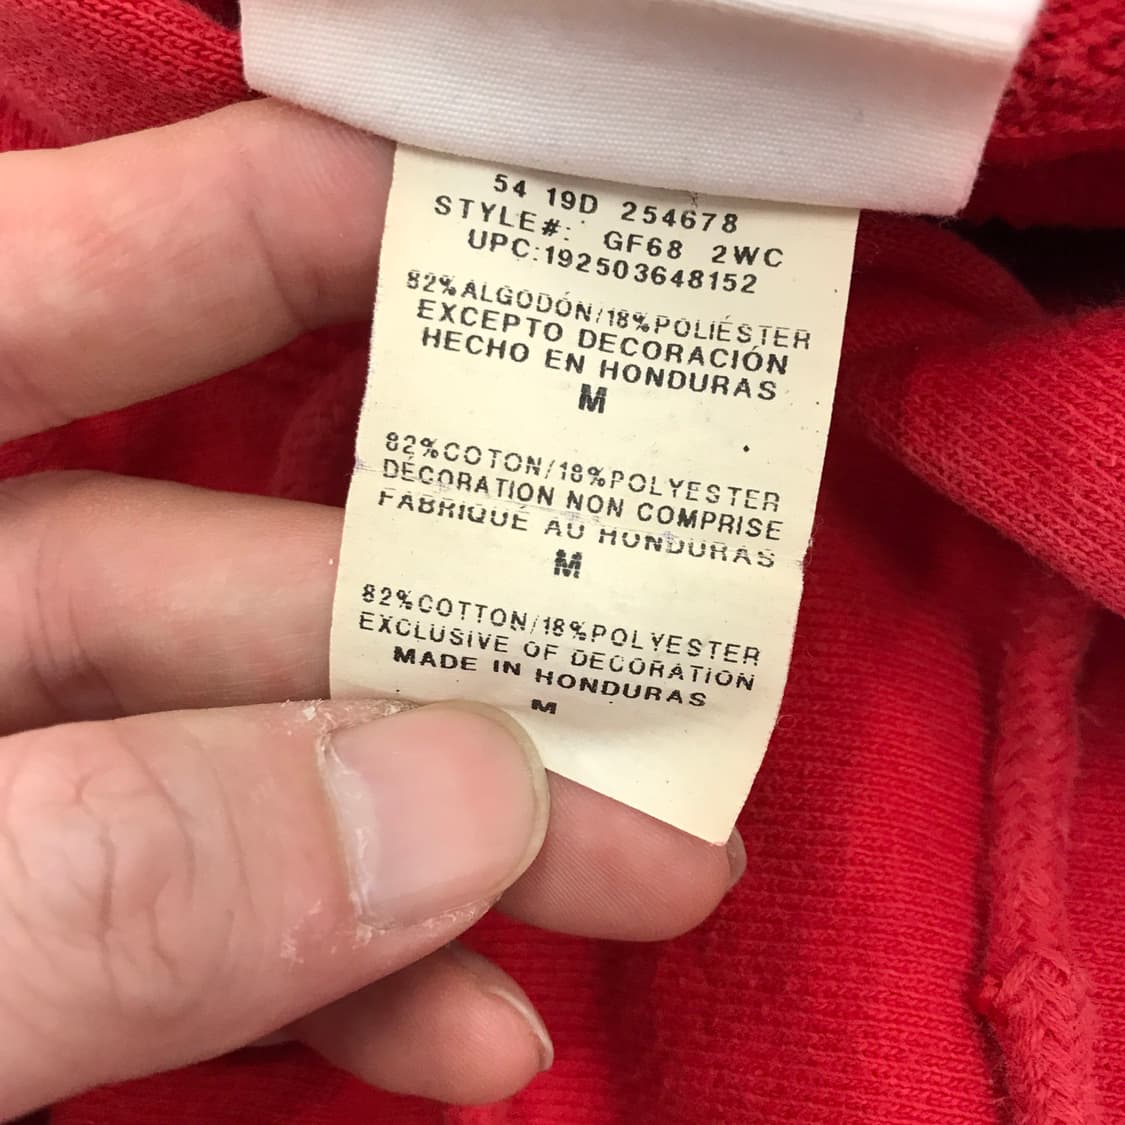 54 19D 254678
STYLE#: GF68 2WC
UPC:192503648152
82%ALGODÓN/18%POLIÉSTER
EXCEPTO DECORACIÓN
HECHO EN HONDURAS
M
82%COTON/18%POLYESTER
DÉCORATION NON COMPRISE
FABRIQUÉ AU HONDURAS
M
82%COTTON/18%POLYESTER
EXCLUSIVE OF DECORATION
MADE IN HONDURAS
M